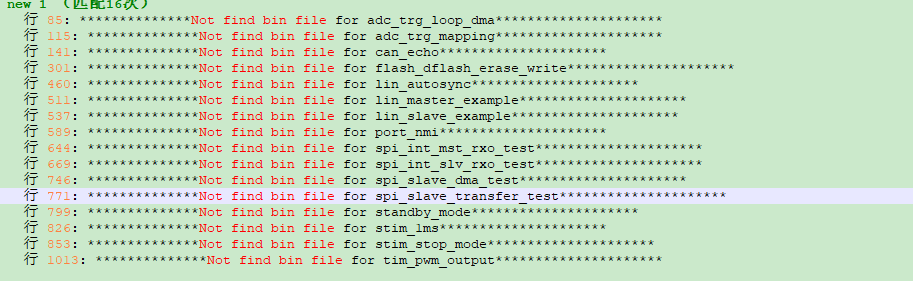 new 1 (匹配16次)
行 85: **************Not find bin file for adc_trg_loop_dma*********************
行 115: **************Not find bin file for adc_trg_mapping*********************
行 141: **************Not find bin file for can_echo*********************
行 301: **************Not find bin file for flash_dflash_erase_write*********************
行 460: **************Not find bin file for lin_autosync*********************
行 511: **************Not find bin file for lin_master_example*********************
行 537: **************Not find bin file for lin_slave_example*********************
行 589: **************Not find bin file for port_nmi*********************
行 644: **************Not find bin file for spi_int_mst_rxo_test*********************
行 669: **************Not find bin file for spi_int_slv_rxo_test*********************
行 746: **************Not find bin file for spi_slave_dma_test*********************
行 771: **************Not find bin file for spi_slave_transfer_test*********************
行 799: **************Not find bin file for standby_mode*********************
行 826: **************Not find bin file for stim_lms*********************
行 853: **************Not find bin file for stim_stop_mode*********************
行 1013: **************Not find bin file for tim_pwm_output*********************